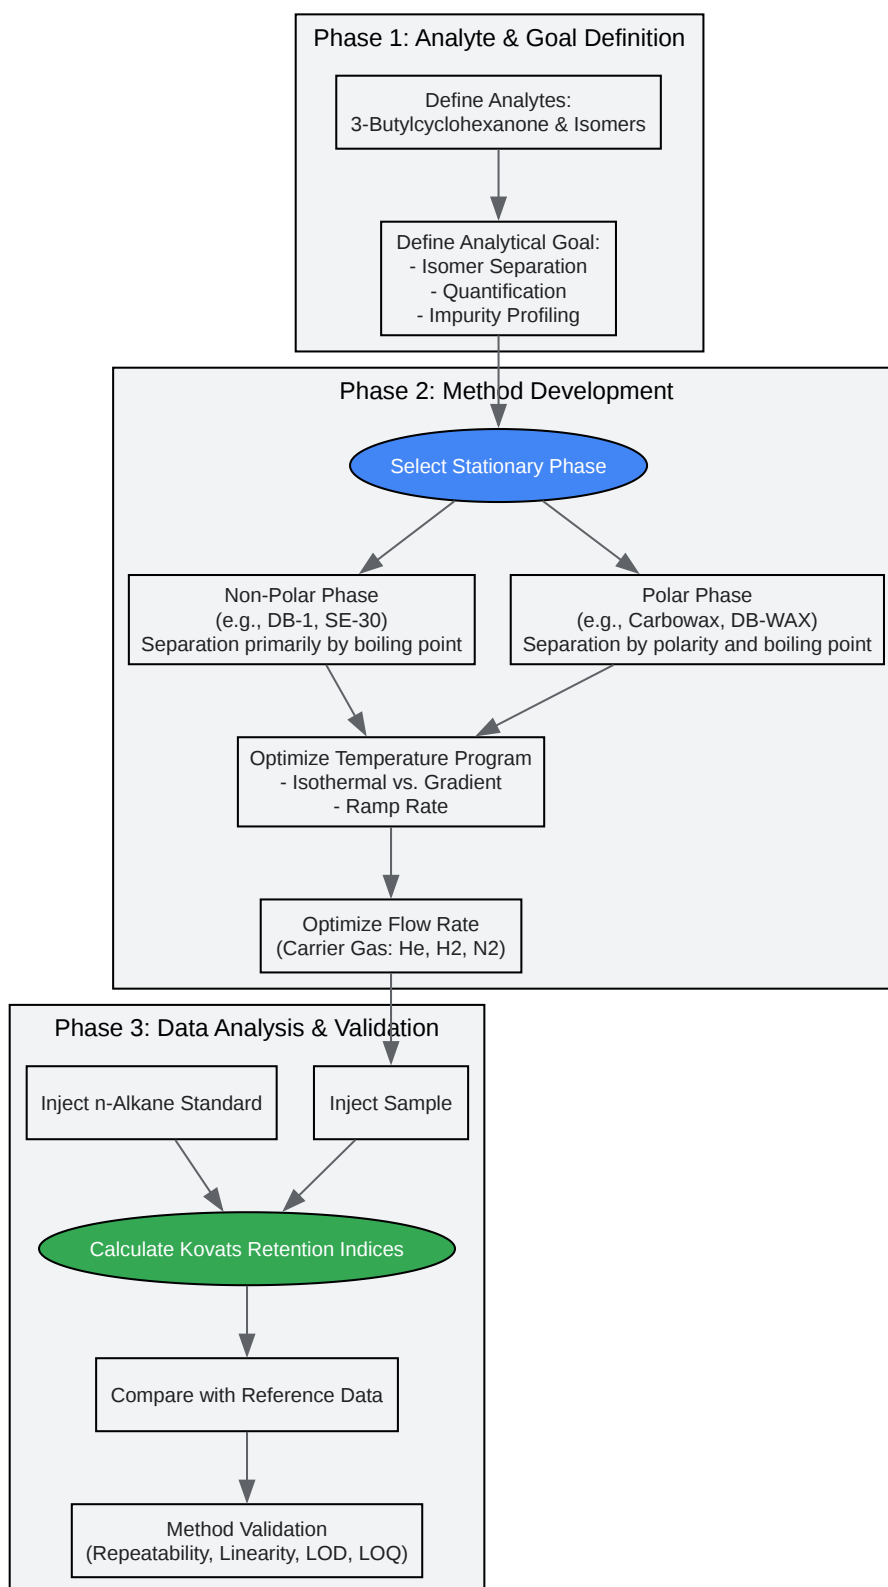 Phase 1: Analyte & Goal Definition
Define Analytes:
3-Butylcyclohexanone & Isomers
Define Analytical Goal:
- Isomer Separation
- Quantification
- Impurity Profiling
Phase 2: Method Development
Select Stationary Phase
Non-Polar Phase
(e.g., DB-1, SE-30)
Separation primarily by boiling point
Polar Phase
(e.g., Carbowax, DB-WAX)
Separation by polarity and boiling point
Optimize Temperature Program
- Isothermal vs. Gradient
- Ramp Rate
Optimize Flow Rate
(Carrier Gas: He, H2, N2)
Phase 3: Data Analysis & Validation
Inject n-Alkane Standard
Inject Sample
Calculate Kovats Retention Indices
Compare with Reference Data
Method Validation
(Repeatability, Linearity, LOD, LOQ)